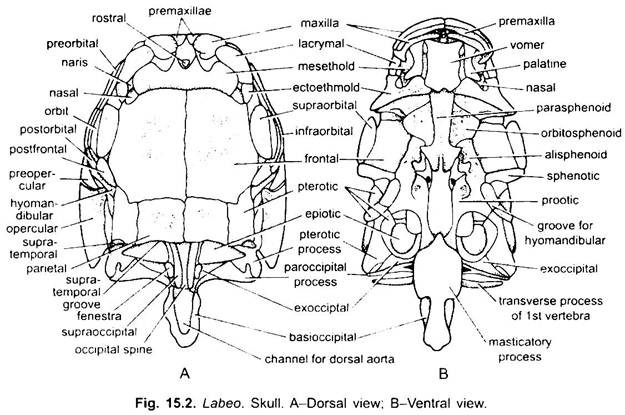 premaxillae
rostral
preorbital
naris
nasal
orbit
postorbital
postfrontal
preoper-
cular
hyoman-
dibular
opercular
supra-
temporal
parietal
supra-
temporal
groove
fenestra
supraoccipital
occipital spine
maxilla
lacrymal
mesethold
ectoethmold
supraorbital
infraorbital
frontal
pterotic
epiotic
pterotic
process
paroccipital
process
exocciptal
basioccipital
channel for dorsal aorta
premaxilla
vomer
palatine
nasal
parasphenoid
orbitosphenoid
alisphenoid
sphenotic
prootic
groove for
hyomandibular
exoccipital
transverse process
of 1st vertebra
masticatory
process
A
B
Fig. 15.2. Labeo. Skull. A–Dorsal view; B–Ventral view.